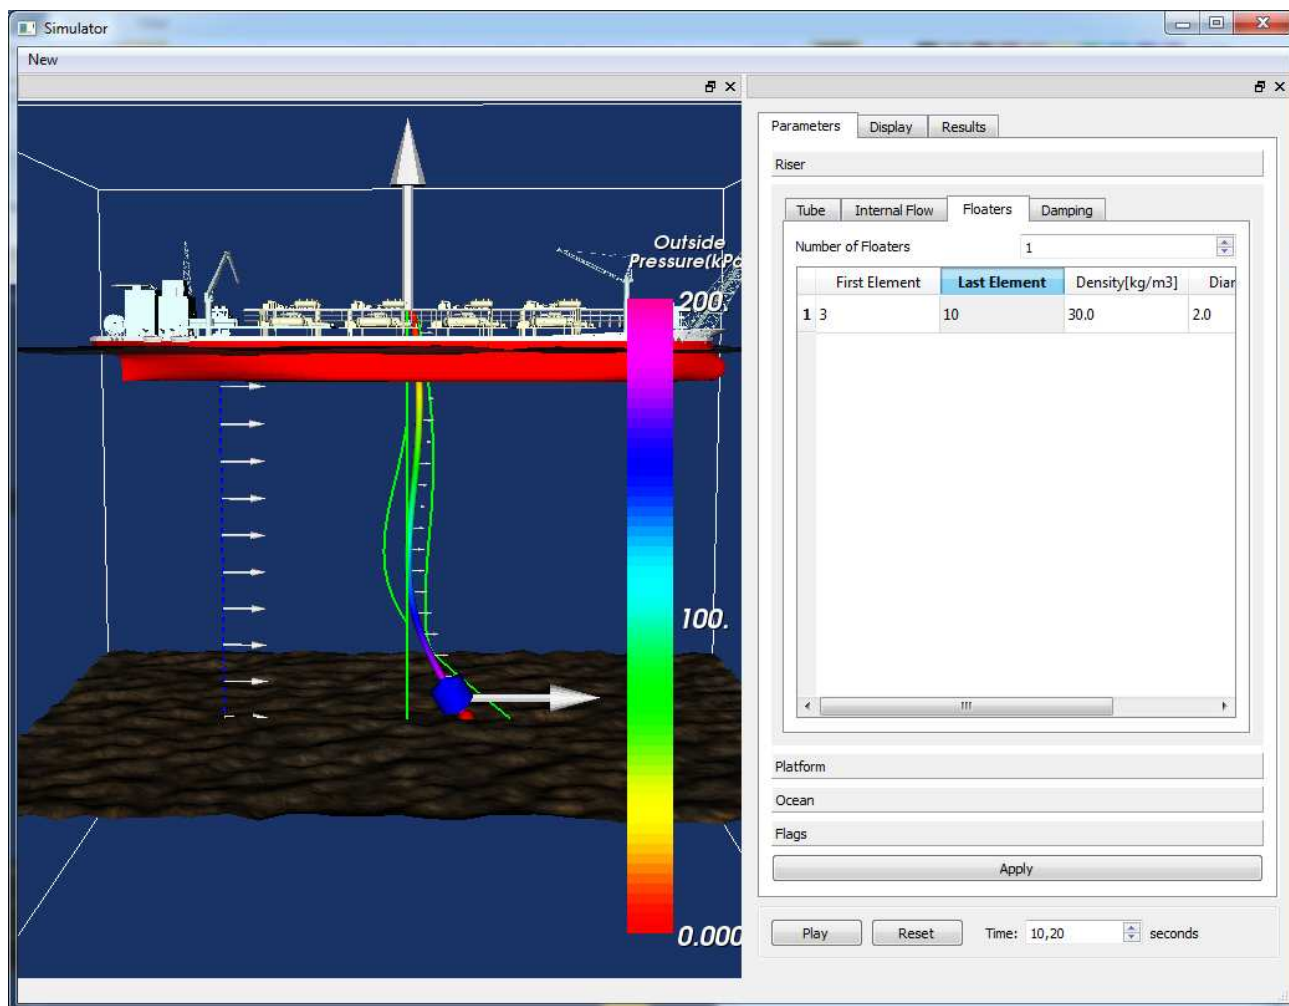 Simulator
New
Parameters Display Results
Riser
Tube Internal Flow Floaters Damping
Number of Floaters 1
First Element Last Element Density[kg/m3] Diar
1 3 10 30.0 2.0
Outside
Pressure(kPa
200.
100.
0.000
Platform
Ocean
Flags
Apply
Play Reset Time: 10,20 seconds